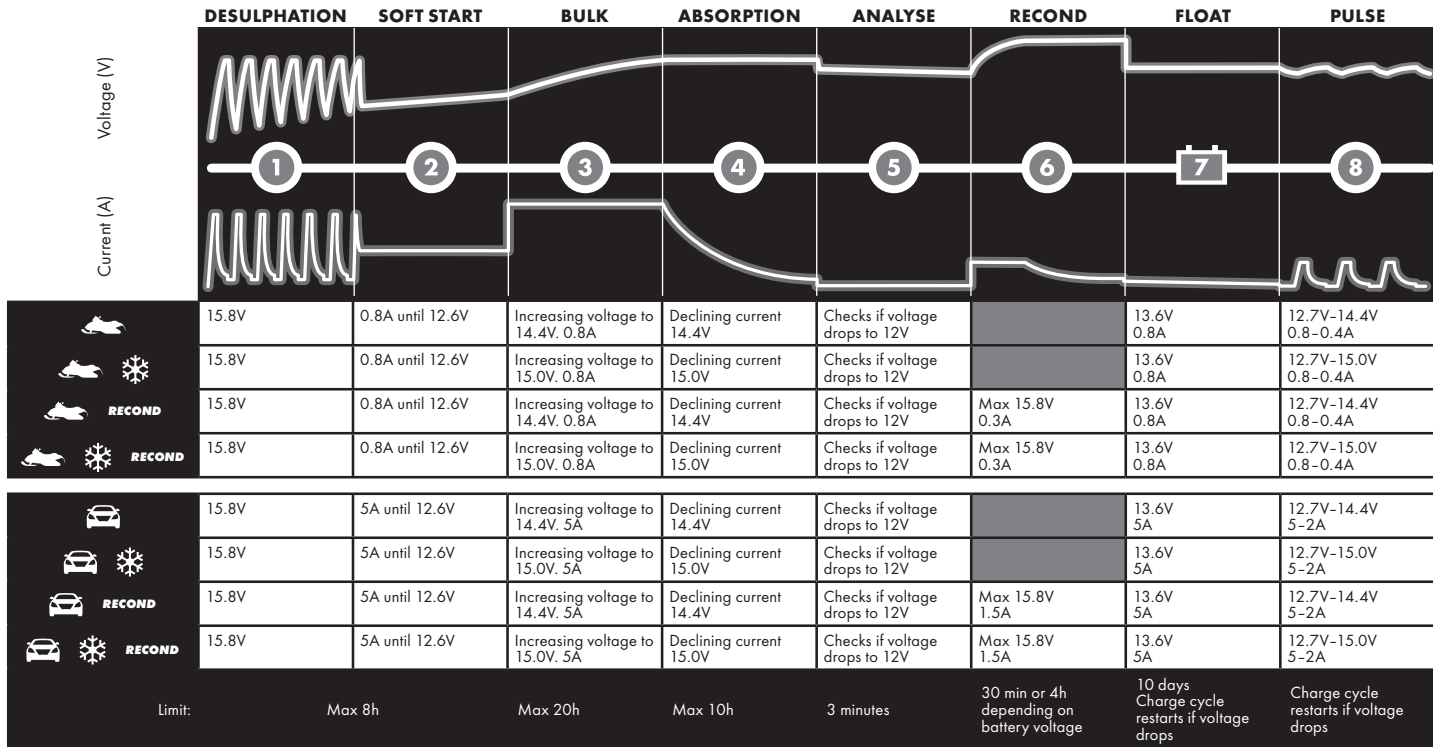 DESULPHATION SOFT START BULK ABSORPTION ANALYSE RECOND FLOAT PULSE
Voltage (V)
1 2 3 4 5 6 7 8
Current (A)
15.8V 0.8A until 12.6V Increasing voltage to Declining current Checks if voltage 13.6V 12.7V–14.4V
14.4V. 0.8A 14.4V drops to 12V 0.8A 0.8–0.4A
15.8V 0.8A until 12.6V Increasing voltage to Declining current Checks if voltage 13.6V 12.7V–15.0V
15.0V. 0.8A 15.0V drops to 12V 0.8A 0.8–0.4A
RECOND 15.8V 0.8A until 12.6V Increasing voltage to Declining current Checks if voltage Max 15.8V 13.6V 12.7V–14.4V
14.4V. 0.8A 14.4V drops to 12V 0.3A 0.8A 0.8–0.4A
RECOND 15.8V 0.8A until 12.6V Increasing voltage to Declining current Checks if voltage Max 15.8V 13.6V 12.7V–15.0V
15.0V. 0.8A 15.0V drops to 12V 0.3A 0.8A 0.8–0.4A
15.8V 5A until 12.6V Increasing voltage to Declining current Checks if voltage 13.6V 12.7V–14.4V
14.4V. 5A 14.4V drops to 12V 5A 5–2A
15.8V 5A until 12.6V Increasing voltage to Declining current Checks if voltage 13.6V 12.7V–15.0V
15.0V. 5A 15.0V drops to 12V 5A 5–2A
RECOND 15.8V 5A until 12.6V Increasing voltage to Declining current Checks if voltage Max 15.8V 13.6V 12.7V–14.4V
14.4V. 5A 14.4V drops to 12V 1.5A 5A 5–2A
RECOND 15.8V 5A until 12.6V Increasing voltage to Declining current Checks if voltage Max 15.8V 13.6V 12.7V–15.0V
15.0V. 5A 15.0V drops to 12V 1.5A 5A 5–2A
Limit: Max 8h Max 20h Max 10h 3 minutes
30 min or 4h
depending on
battery voltage
10 days
Charge cycle
restarts if voltage
drops
Charge cycle
restarts if voltage
drops